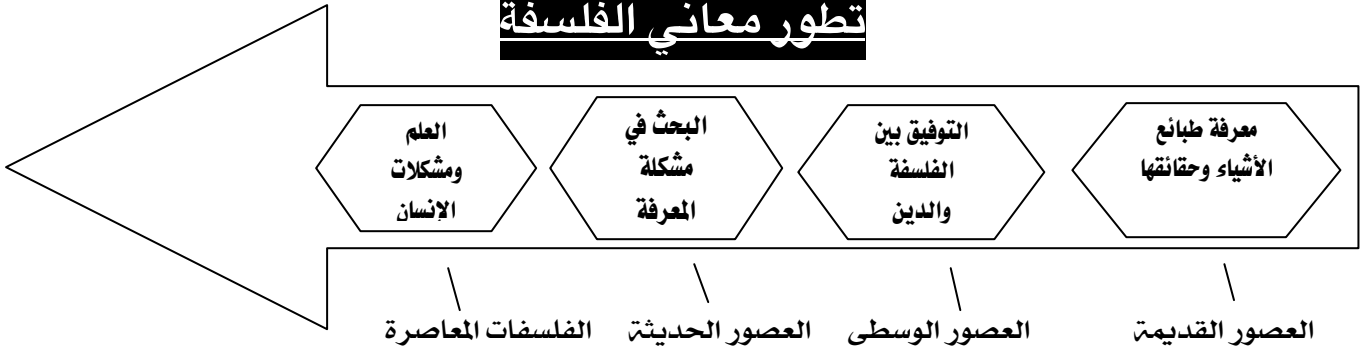 تطور معاني الفلسفة
معرفة طبائع
الأشياء وحقائقها
التوفيق بين
الفلسفة
والدين
البحث في
مشكلة
المعرفة
العلم
ومشكلات
الإنسان
العصور القديمة
العصور الوسطى
العصور الحديثة
الفلسفات المعاصرة